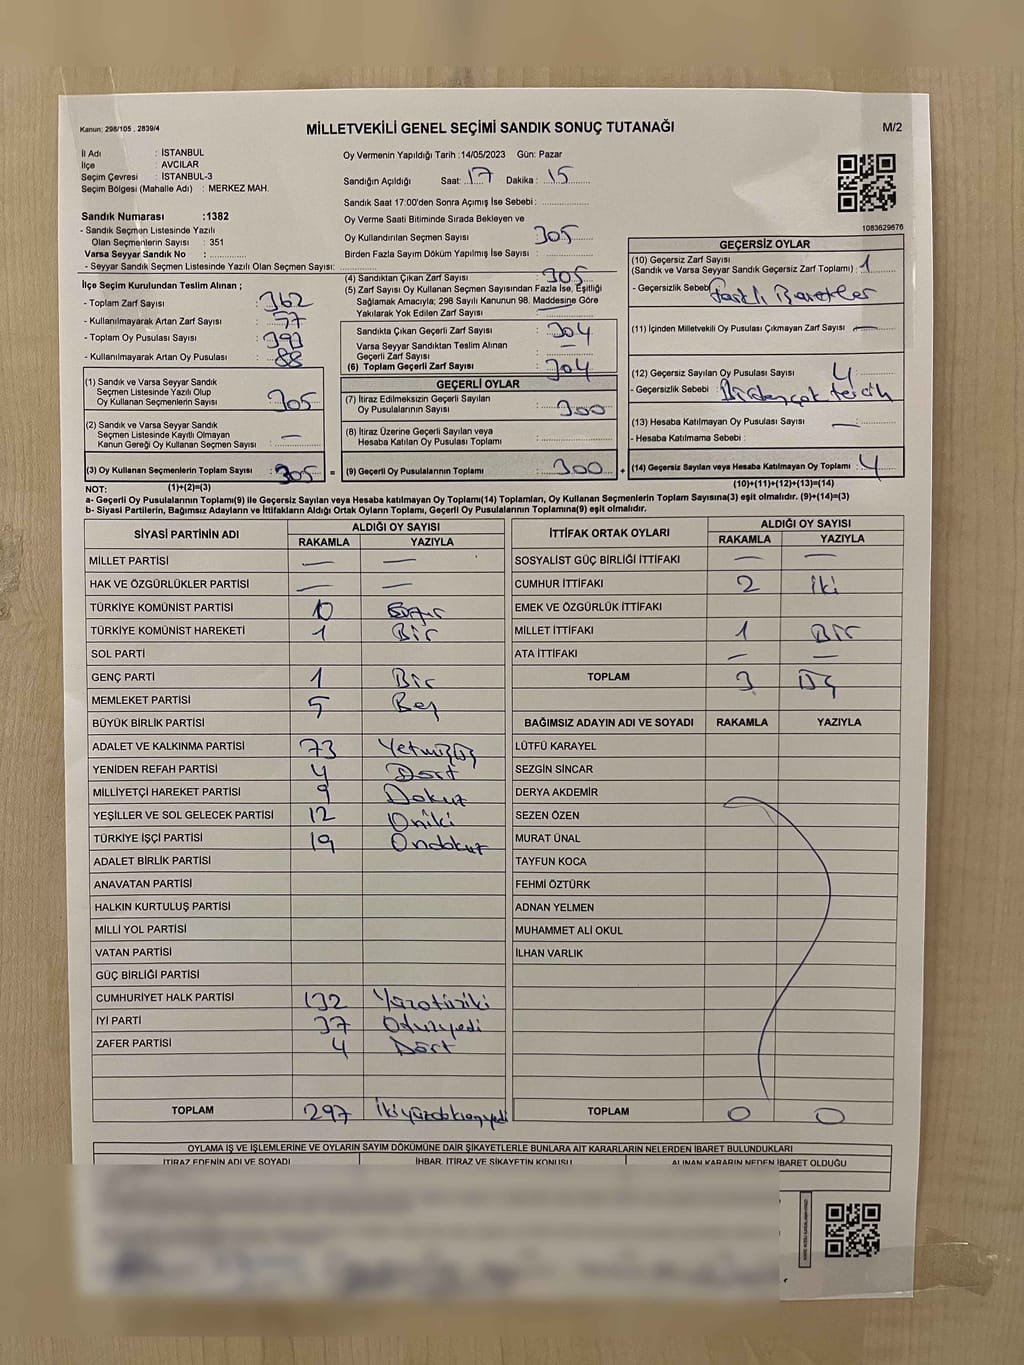 Kanun; 298/105 , 2839/4
MİLLETVEKİLİ GENEL SEÇİMİ SANDIK SONUÇ TUTANAĞI
M/2
İl Adı : İSTANBUL
İlçe : AVCILAR
Seçim Çevresi : İSTANBUL-3
Seçim Bölgesi (Mahalle Adı) : MERKEZ MAH.
Oy Vermenin Yapıldığı Tarih :14/05/2023 Gün: Pazar
Sandığın Açıldığı Saat: 17 Dakika : 15
Sandık Saat 17:00'den Sonra Açımış İse Sebebi :
Sandık Numarası :1382
- Sandık Seçmen Listesinde Yazılı
Olan Seçmenlerin Sayısı : 351
Varsa Seyyar Sandık No :
- Seyyar Sandık Seçmen Listesinde Yazılı Olan Seçmen Sayısı:
Oy Verme Saati Bitiminde Sırada Bekleyen ve
Oy Kullandırılan Seçmen Sayısı 305
Birden Fazla Sayım Döküm Yapılmış İse Sayısı :
1083629676
İlçe Seçim Kurulundan Teslim Alınan ;
- Toplam Zarf Sayısı : 362
- Kullanılmayarak Artan Zarf Sayısı : 57
- Toplam Oy Pusulası Sayısı : 393
- Kullanılmayarak Artan Oy Pusulası : 88
(4) Sandıktan Çıkan Zarf Sayısı : 305
(5) Zarf Sayısı Oy Kullanan Seçmen Sayısından Fazla İse, Eşitliği
Sağlamak Amacıyla; 298 Sayılı Kanunun 98. Maddesine Göre
Yakılarak Yok Edilen Zarf Sayısı :
Sandıkta Çıkan Geçerli Zarf Sayısı : 304
Varsa Seyyar Sandıktan Teslim Alınan
Geçerli Zarf Sayısı : —
(6) Toplam Geçerli Zarf Sayısı : 304
GEÇERSİZ OYLAR
(10) Geçersiz Zarf Sayısı
(Sandık ve Varsa Seyyar Sandık Geçersiz Zarf Toplamı) : 1
- Geçersizlik Sebebi
(11) İçinden Milletvekili Oy Pusulası Çıkmayan Zarf Sayısı : —
(12) Geçersiz Sayılan Oy Pusulası Sayısı : 4
- Geçersizlik Sebebi : Birdençok tercih
(13) Hesaba Katılmayan Oy Pusulası Sayısı : —
- Hesaba Katılmama Sebebi :
(14) Geçersiz Sayılan veya Hesaba Katılmayan Oy Toplamı : 4
(10)+(11)+(12)+(13)=(14)
(1) Sandık ve Varsa Seyyar Sandık
Seçmen Listesinde Yazılı Olup
Oy Kullanan Seçmenlerin Sayısı : 305
(2) Sandık ve Varsa Seyyar Sandık
Seçmen Listesinde Kayıtlı Olmayan
Kanun Gereği Oy Kullanan Seçmen Sayısı : —
(3) Oy Kullanan Seçmenlerin Toplam Sayısı : 305 =
(1)+(2)=(3)
GEÇERLİ OYLAR
(7) İtiraz Edilmeksizin Geçerli Sayılan
Oy Pusulalarının Sayısı : 300
(8) İtiraz Üzerine Geçerli Sayılan veya
Hesaba Katılan Oy Pusulası Toplamı :
(9) Geçerli Oy Pusulalarının Toplamı : 300 +
NOT:
a- Geçerli Oy Pusulalarının Toplamı(9) ile Geçersiz Sayılan veya Hesaba katılmayan Oy Toplamı(14) Toplamları, Oy Kullanan Seçmenlerin Toplam Sayısına(3) eşit olmalıdır. (9)+(14)=(3)
b- Siyasi Partilerin, Bağımsız Adayların ve İttifakların Aldığı Ortak Oyların Toplamı, Geçerli Oy Pusulalarının Toplamına(9) eşit olmalıdır.
SİYASİ PARTİNİN ADI ALDIĞI OY SAYISI
RAKAMLA YAZIYLA
MİLLET PARTİSİ — —
HAK VE ÖZGÜRLÜKLER PARTİSİ — —
TÜRKİYE KOMÜNİST PARTİSİ
TÜRKİYE KOMÜNİST HAREKETİ 1 Bir
SOL PARTİ
GENÇ PARTİ 1 Bir
MEMLEKET PARTİSİ 5 Beş
BÜYÜK BİRLİK PARTİSİ
ADALET VE KALKINMA PARTİSİ 73 Yetmişüç
YENİDEN REFAH PARTİSİ 4 Dört
MİLLİYETÇİ HAREKET PARTİSİ 9 Dokuz
YEŞİLLER VE SOL GELECEK PARTİSİ 12 Oniki
TÜRKİYE İŞÇİ PARTİSİ 19 Ondokuz
ADALET BİRLİK PARTİSİ
ANAVATAN PARTİSİ
HALKIN KURTULUŞ PARTİSİ
MİLLİ YOL PARTİSİ
VATAN PARTİSİ
GÜÇ BİRLİĞİ PARTİSİ
CUMHURİYET HALK PARTİSİ 132 Yüzotuziki
İYİ PARTİ 37 Otuzyedi
ZAFER PARTİSİ 4 Dört
TOPLAM 297 İkiyüzdoksanyedi
İTTİFAK ORTAK OYLARI ALDIĞI OY SAYISI
RAKAMLA YAZIYLA
SOSYALİST GÜÇ BİRLİĞİ İTTİFAKI — —
CUMHUR İTTİFAKI 2 İki
EMEK VE ÖZGÜRLÜK İTTİFAKI
MİLLET İTTİFAKI 1 Bir
ATA İTTİFAKI — —
TOPLAM 3 Üç
BAĞIMSIZ ADAYIN ADI VE SOYADI RAKAMLA YAZIYLA
LÜTFÜ KARAYEL
SEZGİN SİNCAR
DERYA AKDEMİR
SEZEN ÖZEN
MURAT ÜNAL
TAYFUN KOCA
FEHMİ ÖZTÜRK
ADNAN YELMEN
MUHAMMET ALİ OKUL
İLHAN VARLIK
TOPLAM 0 0
OYLAMA İŞ VE İŞLEMLERİNE VE OYLARIN SAYIM DÖKÜMÜNE DAİR ŞİKAYETLERLE BUNLARA AİT KARARLARIN NELERDEN İBARET BULUNDUKLARI
İTİRAZ EDENİN ADI VE SOYADI İHBAR, İTİRAZ VE ŞİKAYETİN KONUSU ALINAN KARARIN NEDEN İBARET OLDUĞU